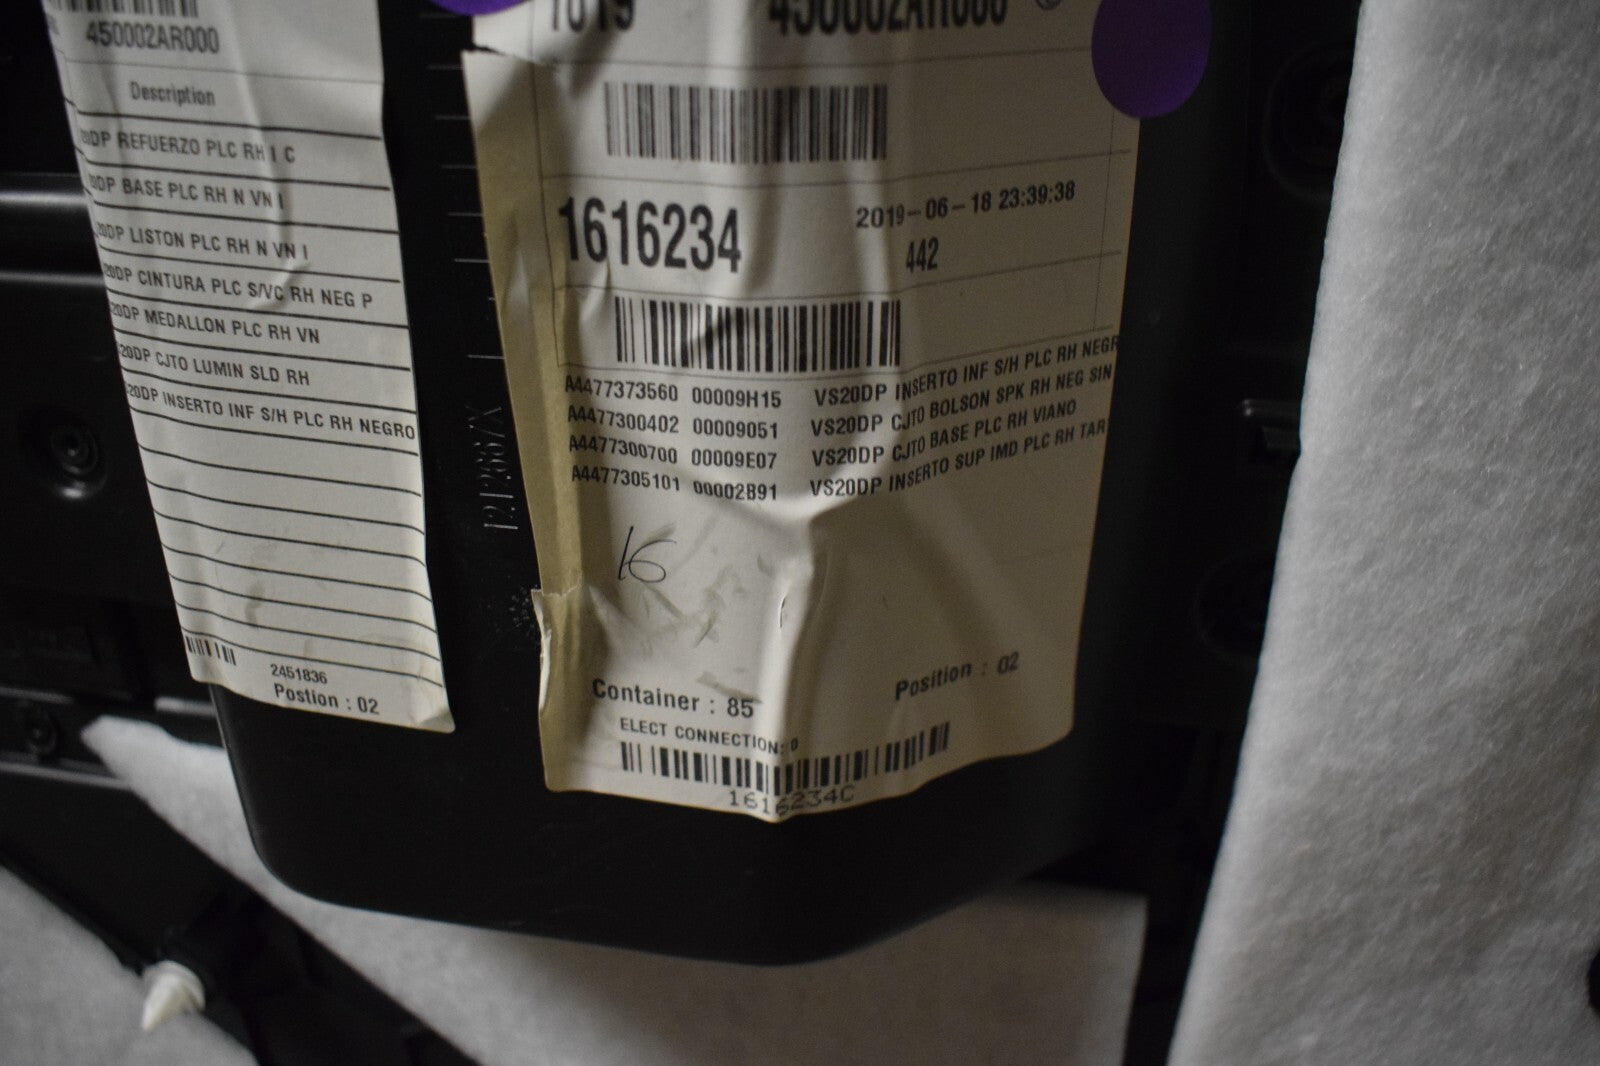 450002AR000
Description
20DP REFUERZO PLC RH I C
20DP BASE PLC RH N VN I
20DP LISTON PLC RH N VN I
20DP CINTURA PLC S/VC RH NEG P
20DP MEDALLON PLC RH VN
20DP CJTO LUMIN SLD RH
20DP INSERTO INF S/H PLC RH NEGRO
2451836
Postion : 02
450002AR000
1616234
2019-06-18 23:39:38
442
A4477373560 00009H15 VS20DP INSERTO INF S/H PLC RH NEGR
A4477300402 00009051 VS20DP CJTO BOLSON SPK RH NEG SIN
A4477300700 00009E07 VS20DP CJTO BASE PLC RH VIANO
A4477305101 00002B91 VS20DP INSERTO SUP IMD PLC RH TAR
16
Container : 85
Position : 02
ELECT CONNECTION: 0
1616234C